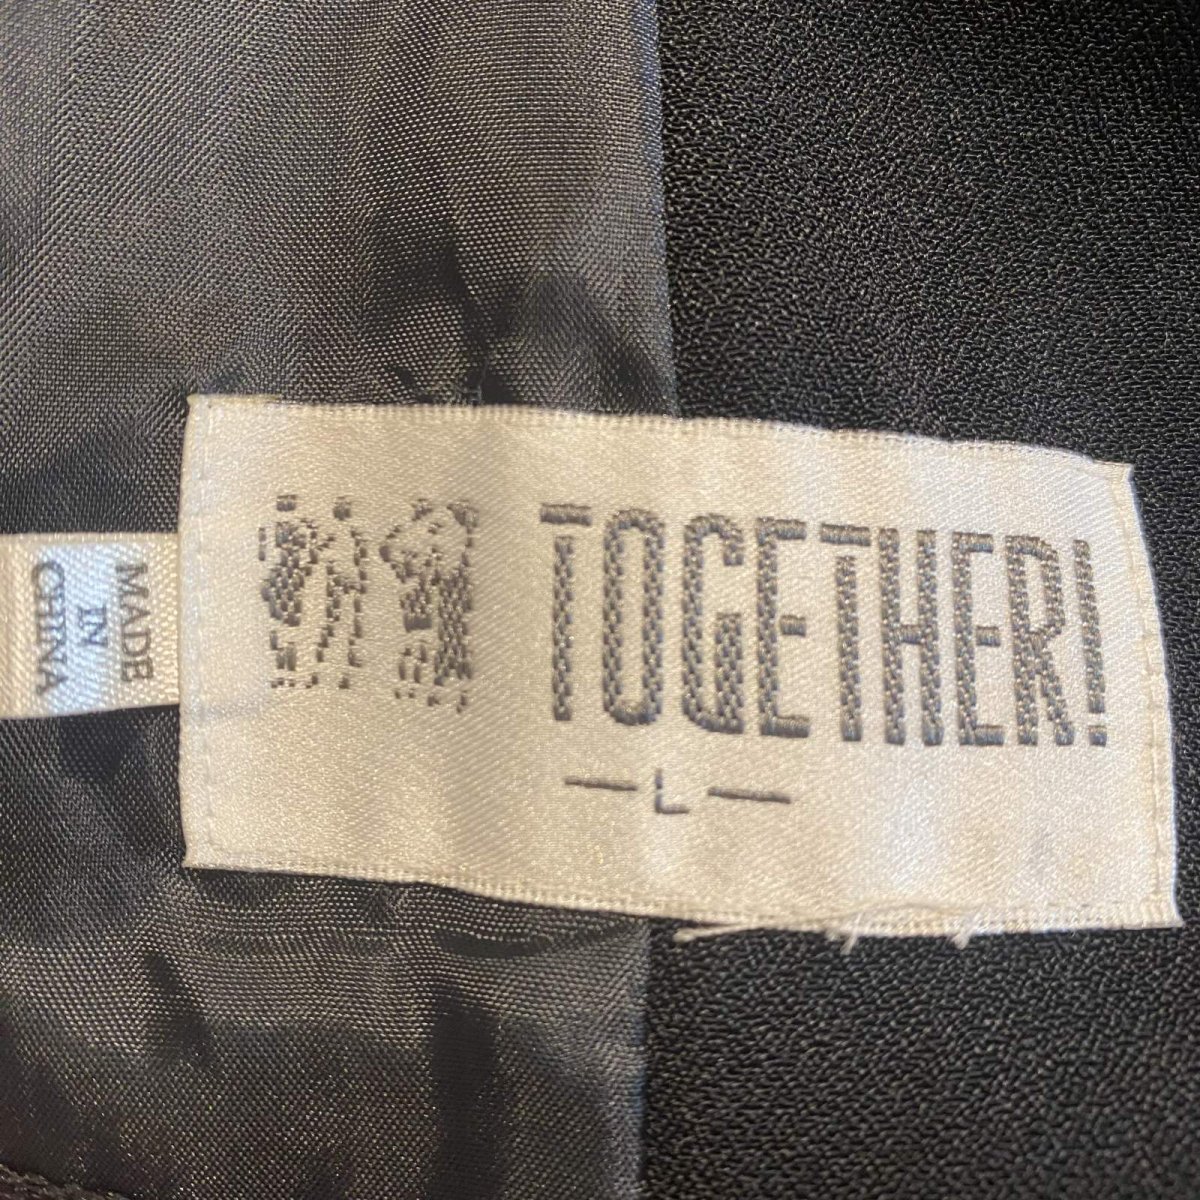 TOGETHER!
— L —
MADE
IN
CHINA